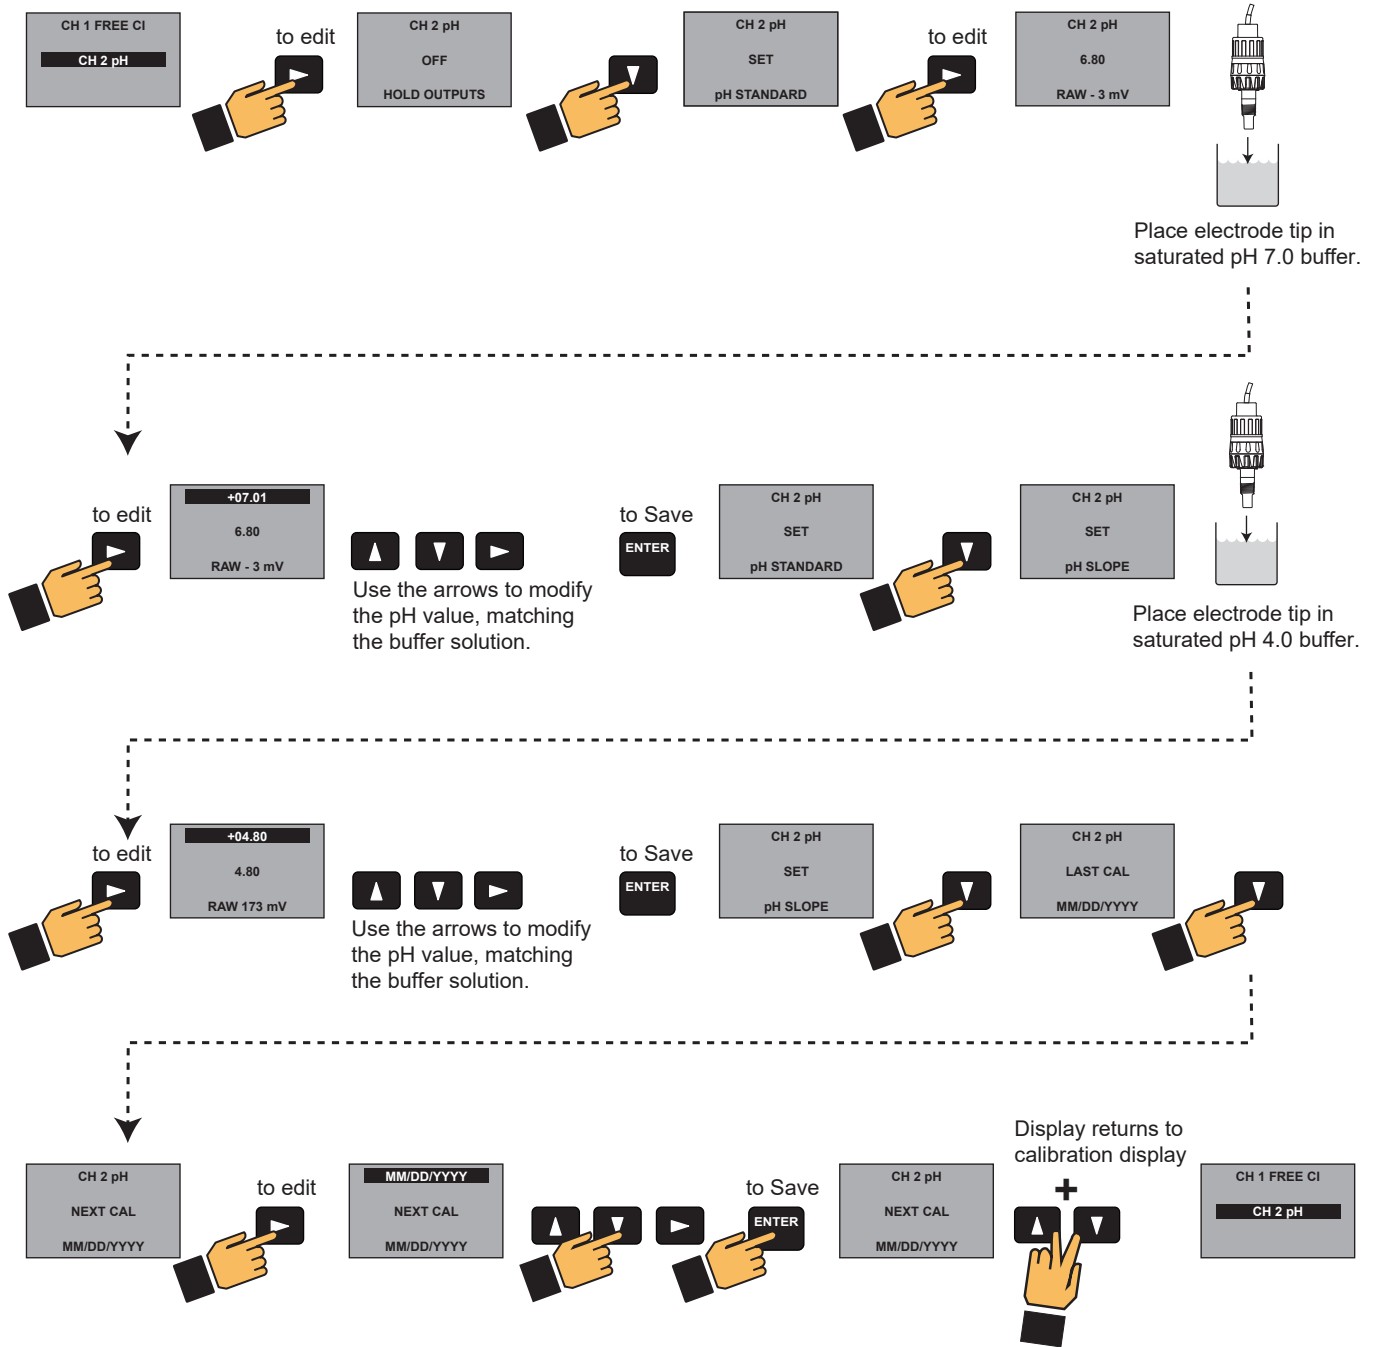 CH 1 FREE CI
CH 2 pH
to edit
CH 2 pH
OFF
HOLD OUTPUTS
CH 2 pH
SET
pH STANDARD
to edit
CH 2 pH
6.80
RAW - 3 mV
Place electrode tip in
saturated pH 7.0 buffer.
to edit
+07.01
6.80
RAW - 3 mV
Use the arrows to modify
the pH value, matching
the buffer solution.
to Save
ENTER
CH 2 pH
SET
pH STANDARD
CH 2 pH
SET
pH SLOPE
Place electrode tip in
saturated pH 4.0 buffer.
to edit
+04.80
4.80
RAW 173 mV
Use the arrows to modify
the pH value, matching
the buffer solution.
to Save
ENTER
CH 2 pH
SET
pH SLOPE
CH 2 pH
LAST CAL
MM/DD/YYYY
CH 2 pH
NEXT CAL
MM/DD/YYYY
to edit
MM/DD/YYYY
NEXT CAL
MM/DD/YYYY
to Save
ENTER
CH 2 pH
NEXT CAL
MM/DD/YYYY
Display returns to
calibration display
+
CH 1 FREE CI
CH 2 pH